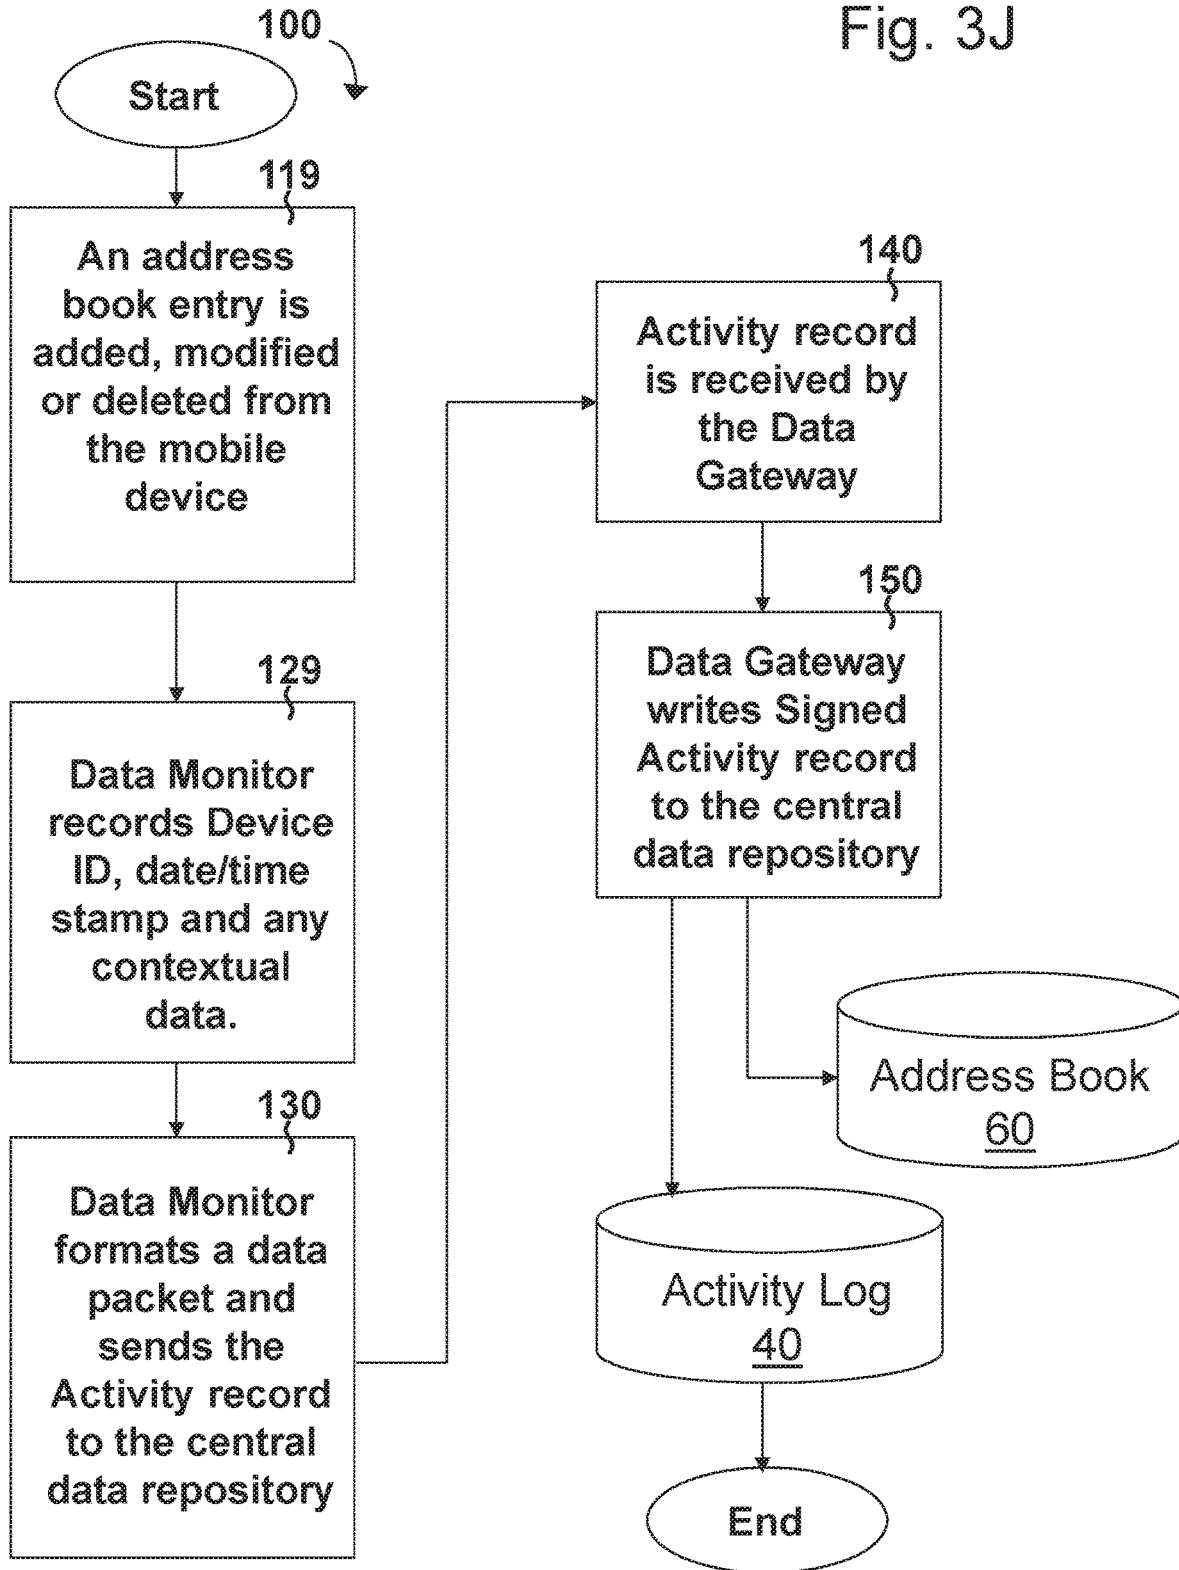 Fig. 3J
100
Start
119
An address
book entry is
added, modified
or deleted from
the mobile
device
129
Data Monitor
records Device
ID, date/time
stamp and any
contextual
data.
130
Data Monitor
formats a data
packet and
sends the
Activity record
to the central
data repository
140
Activity record
is received by
the Data
Gateway
150
Data Gateway
writes Signed
Activity record
to the central
data repository
Address Book
60
Activity Log
40
End